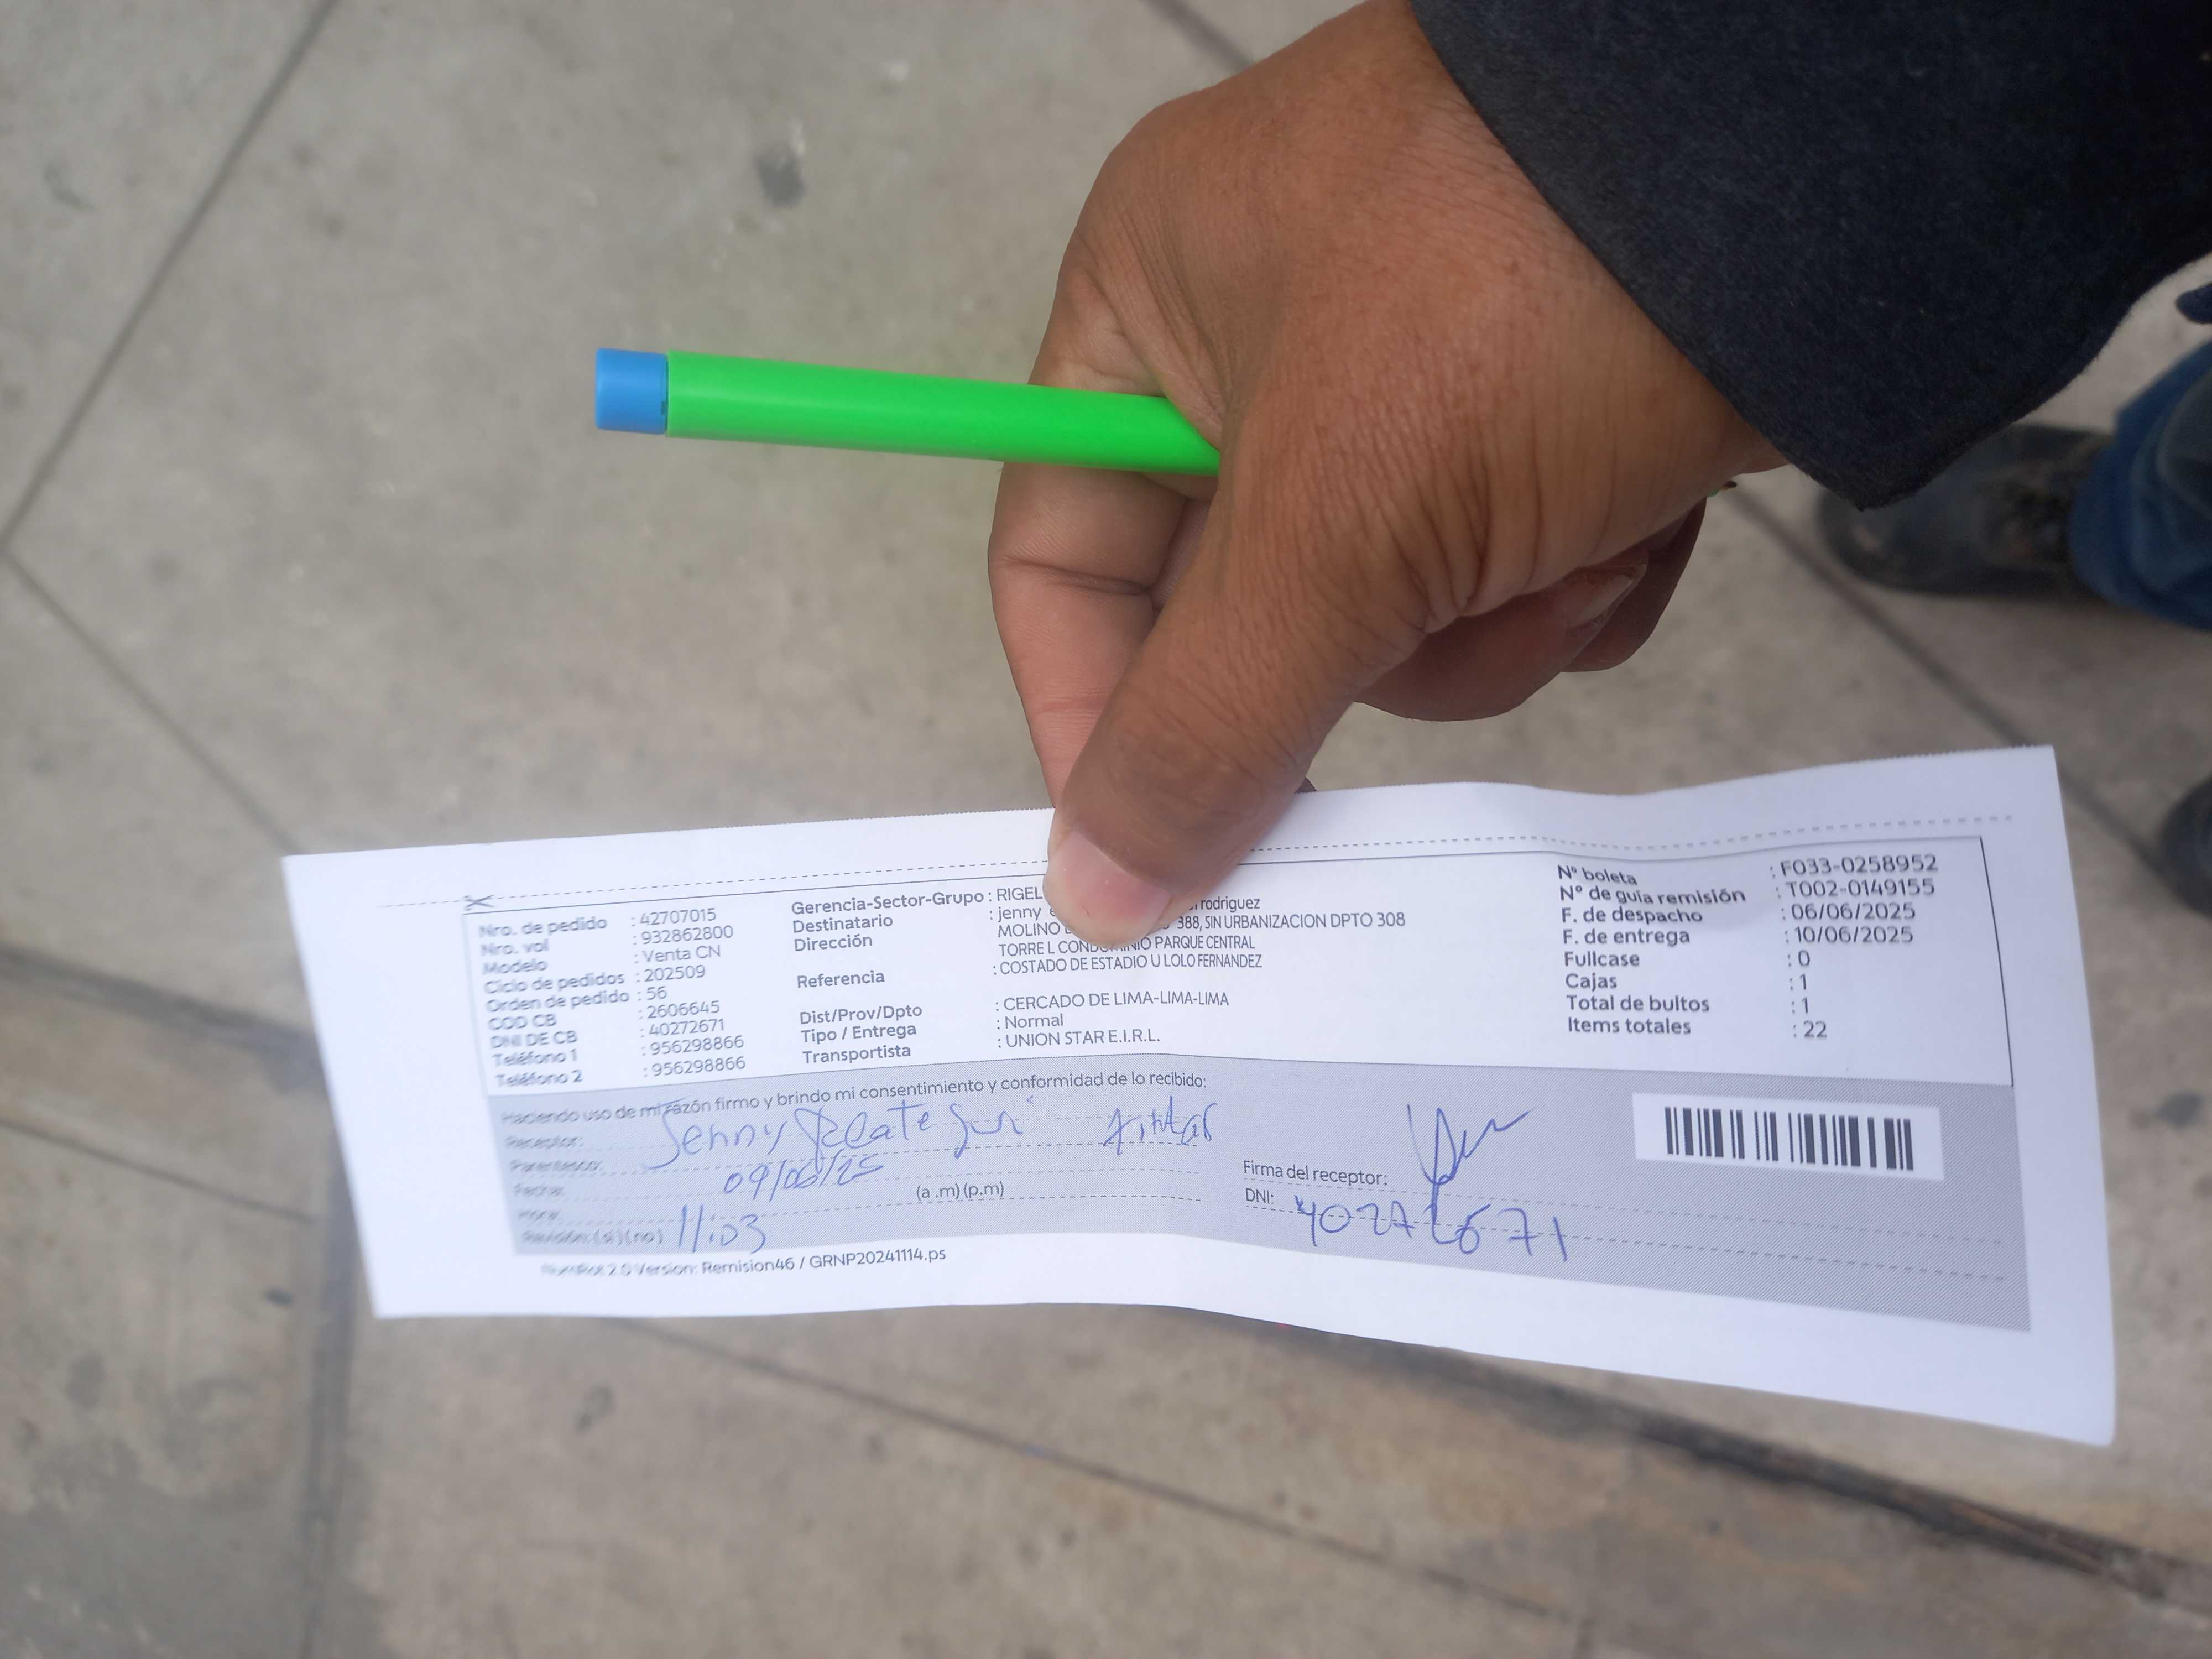 Nro. de pedido : 42707015
Nro. vol : 932862800
Modelo : Venta CN
Ciclo de pedidos : 202509
Orden de pedido : 56
COD CB : 2606645
DNI DE CB : 40272671
Teléfono 1 : 956298866
Teléfono 2 : 956298866
Gerencia-Sector-Grupo : RIGEL
Destinatario : jenny rodriguez
Dirección MOLINO 388, SIN URBANIZACION DPTO 308
TORRE L CONDOMINIO PARQUE CENTRAL
Referencia : COSTADO DE ESTADIO U LOLO FERNANDEZ
Dist/Prov/Dpto : CERCADO DE LIMA-LIMA-LIMA
Tipo / Entrega : Normal
Transportista : UNION STAR E.I.R.L.
Nº boleta : F033-0258952
Nº de guía remisión : T002-0149155
F. de despacho : 06/06/2025
F. de entrega : 10/06/2025
Fullcase : 0
Cajas : 1
Total de bultos : 1
Items totales : 22
Haciendo uso de mi razón firmo y brindo mi consentimiento y conformidad de lo recibido:
Receptor: Jenny Reategui
Parentesco:
Fecha: 09/06/25
Hora: (a .m) (p.m)
Revisión: (si) (no) 11:03
Firma del receptor:
DNI: 40272671
2.0 Version: Remision46 / GRNP20241114.ps